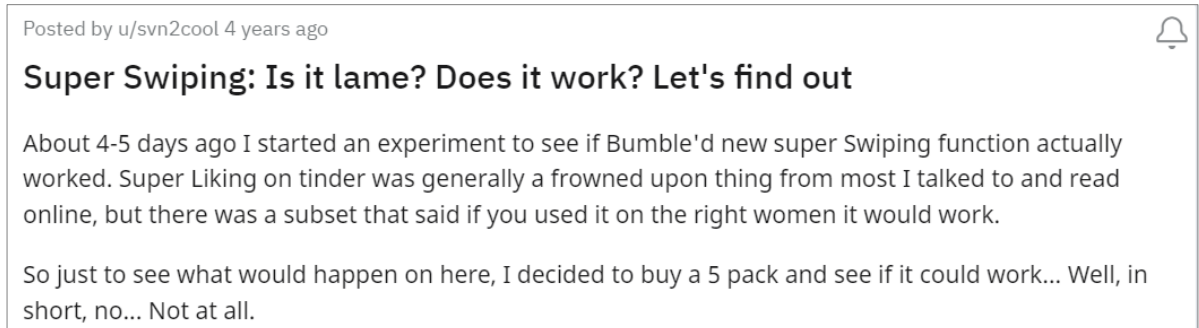 Posted by u/svn2cool 4 years ago
Super Swiping: Is it lame? Does it work? Let's find out
About 4-5 days ago I started an experiment to see if Bumble'd new super Swiping function actually
worked. Super Liking on tinder was generally a frowned upon thing from most I talked to and read
online, but there was a subset that said if you used it on the right women it would work.
So just to see what would happen on here, I decided to buy a 5 pack and see if it could work... Well, in
short, no... Not at all.